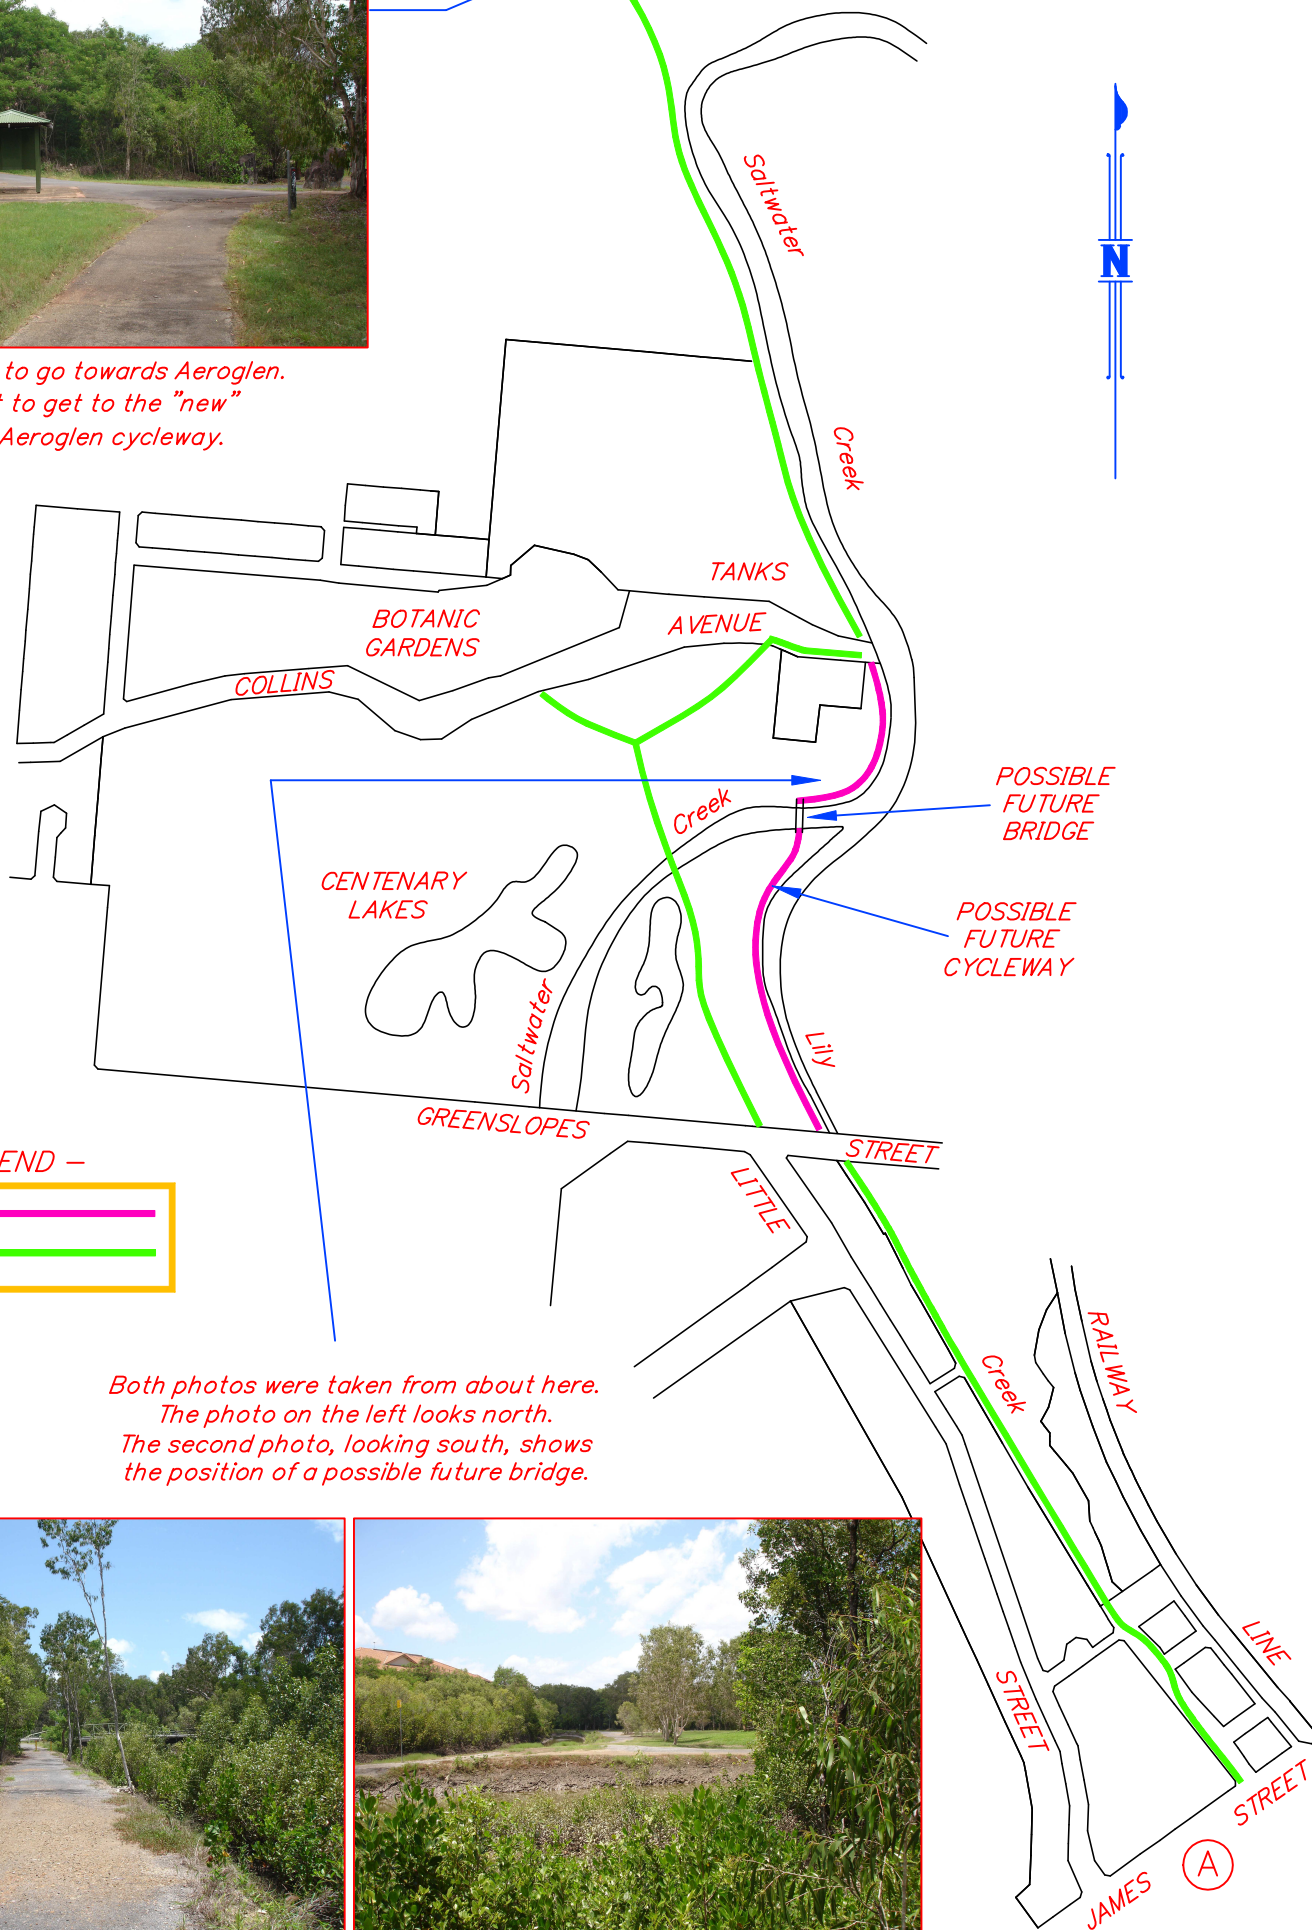 to go towards Aeroglen.
t to get to the "new"
Aeroglen cycleway.
Saltwater
Creek
N
TANKS
BOTANIC
GARDENS
AVENUE
COLLINS
POSSIBLE
FUTURE
BRIDGE
Creek
CENTENARY
LAKES
POSSIBLE
FUTURE
CYCLEWAY
Saltwater
Lily
GREENSLOPES
STREET
END –
LITTLE
Creek
RAILWAY
Both photos were taken from about here.
The photo on the left looks north.
The second photo, looking south, shows
the position of a possible future bridge.
LINE
STREET
STREET
JAMES
A